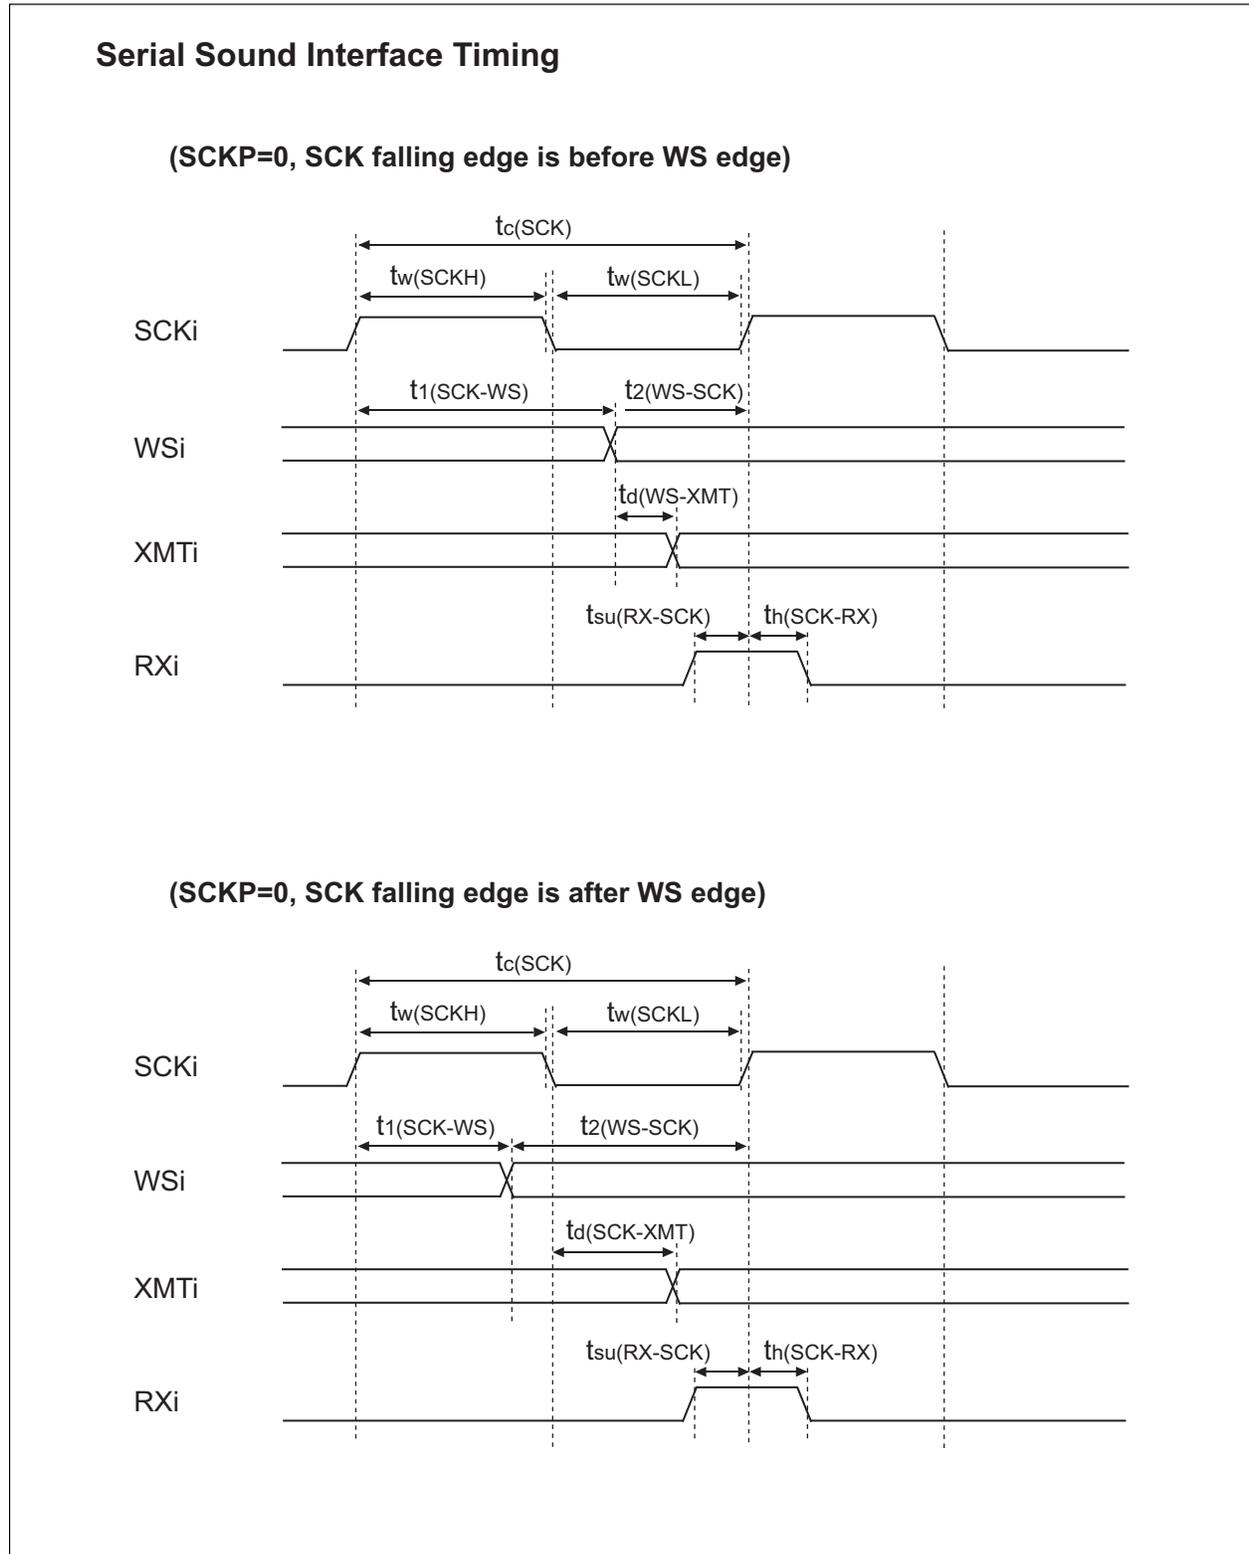 Serial Sound Interface Timing
(SCKP=0, SCK falling edge is before WS edge)
tc(SCK)
tw(SCKH) tw(SCKL)
SCKi
t1(SCK-WS) t2(WS-SCK)
WSi
td(WS-XMT)
XMTi
tsu(RX-SCK) th(SCK-RX)
RXi
(SCKP=0, SCK falling edge is after WS edge)
tc(SCK)
tw(SCKH) tw(SCKL)
SCKi
t1(SCK-WS) t2(WS-SCK)
WSi
td(SCK-XMT)
XMTi
tsu(RX-SCK) th(SCK-RX)
RXi